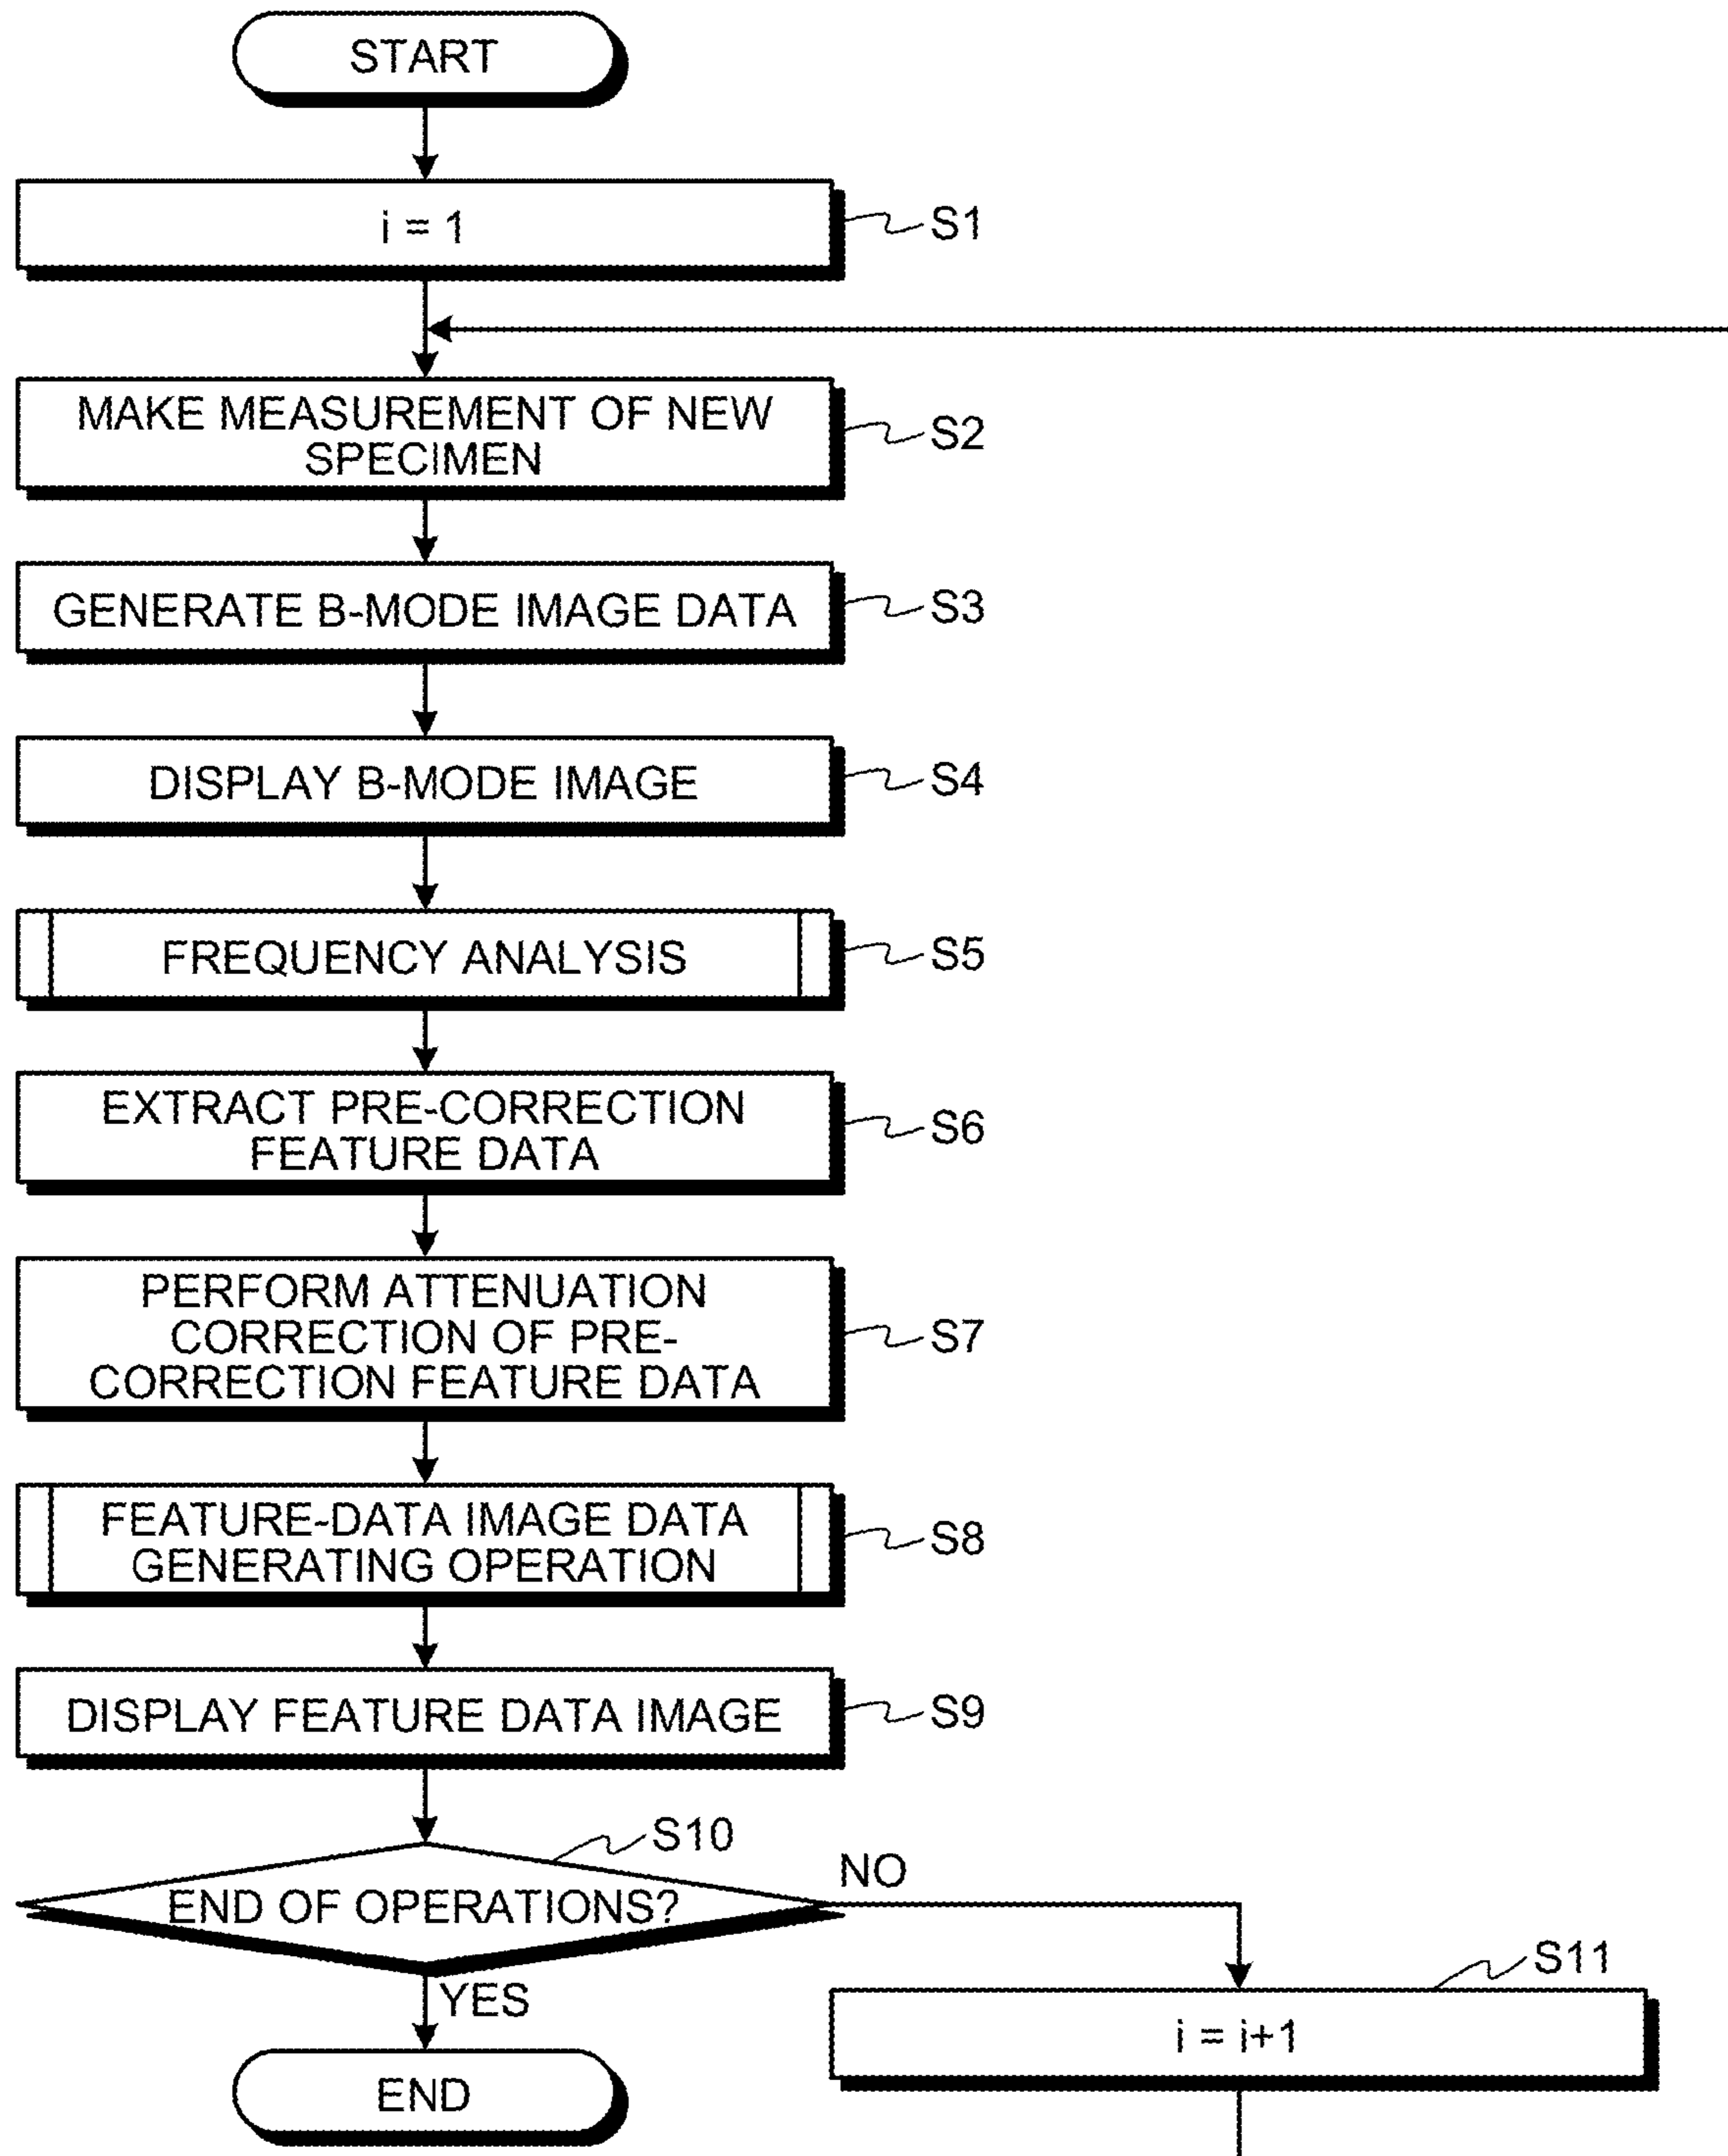 START
i = 1
S1
MAKE MEASUREMENT OF NEW
SPECIMEN
S2
GENERATE B-MODE IMAGE DATA
S3
DISPLAY B-MODE IMAGE
S4
FREQUENCY ANALYSIS
S5
EXTRACT PRE-CORRECTION
FEATURE DATA
S6
PERFORM ATTENUATION
CORRECTION OF PRE-
CORRECTION FEATURE DATA
S7
FEATURE-DATA IMAGE DATA
GENERATING OPERATION
S8
DISPLAY FEATURE DATA IMAGE
S9
S10
END OF OPERATIONS?
NO
YES
S11
i = i+1
END